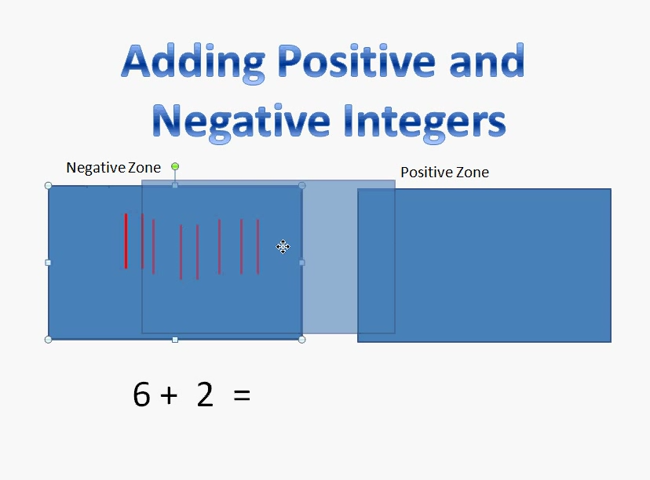 Adding Positive and
Negative Integers
Negative Zone
Positive Zone
6 + 2 =